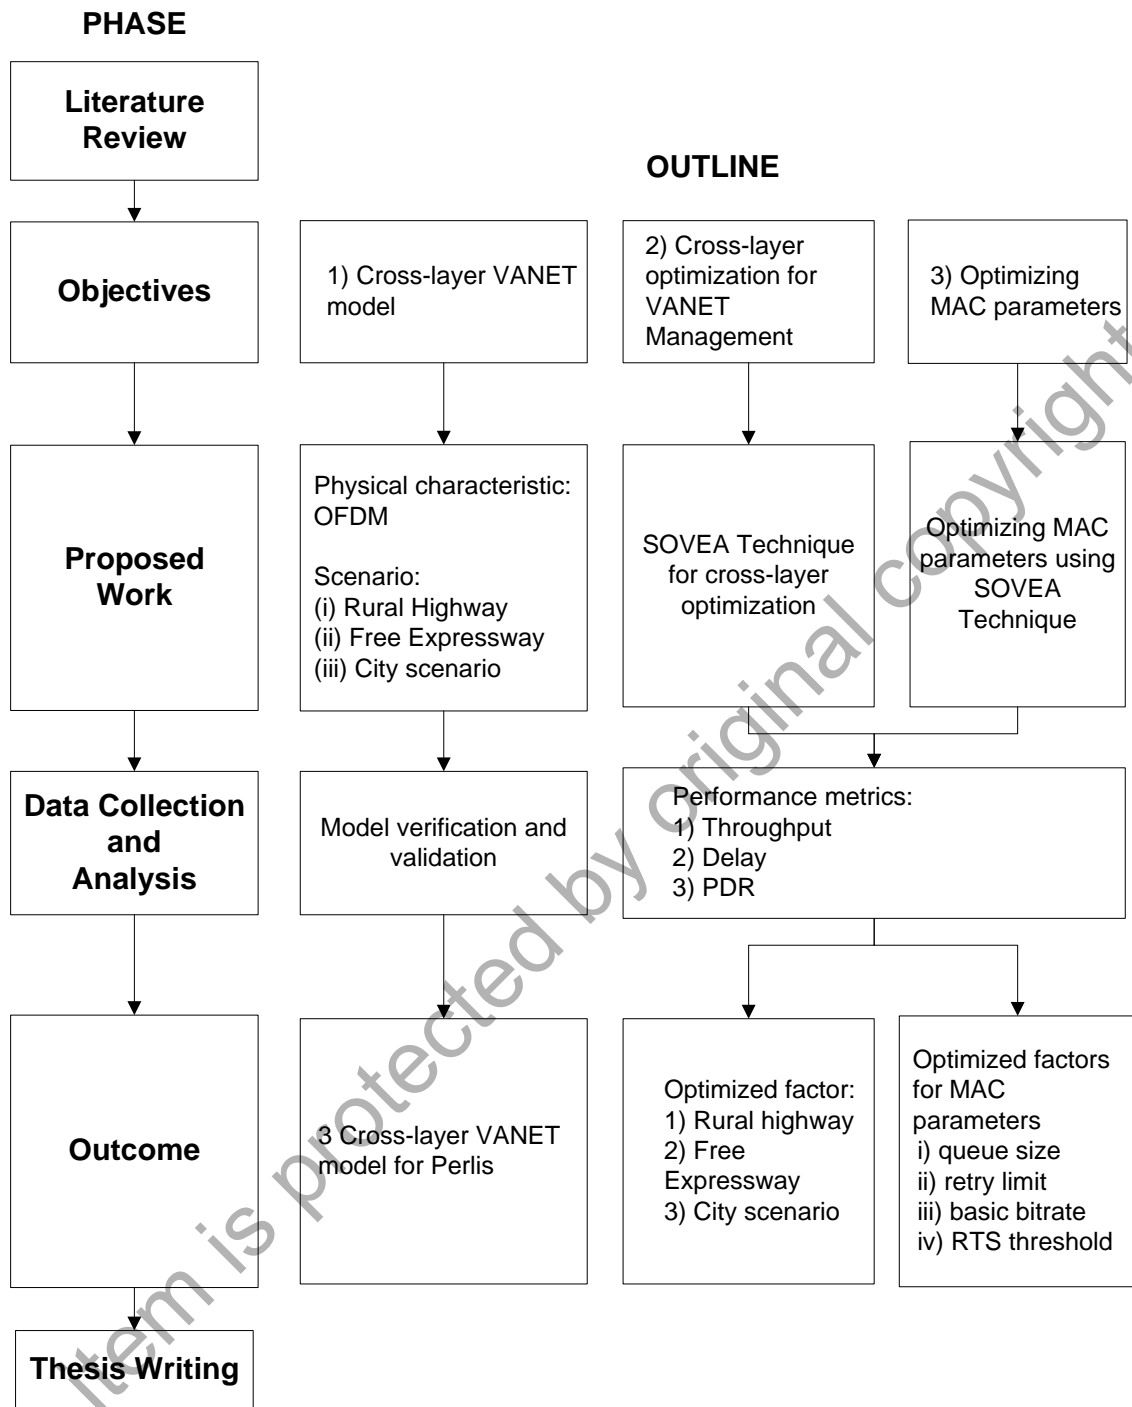 PHASE
Literature
Review
OUTLINE
Objectives
1) Cross-layer VANET
model
2) Cross-layer
optimization for
VANET
Management
3) Optimizing
MAC parameters
Proposed
Work
Physical characteristic:
OFDM
Scenario:
(i) Rural Highway
(ii) Free Expressway
(iii) City scenario
SOVEA Technique
for cross-layer
optimization
Optimizing MAC
parameters using
SOVEA
Technique
Data Collection
and
Analysis
Model verification and
validation
Performance metrics:
1) Throughput
2) Delay
3) PDR
Outcome
3 Cross-layer VANET
model for Perlis
Optimized factor:
1) Rural highway
2) Free
Expressway
3) City scenario
Optimized factors
for MAC
parameters
i) queue size
ii) retry limit
iii) basic bitrate
iv) RTS threshold
Thesis Writing
item is protected by original copyright